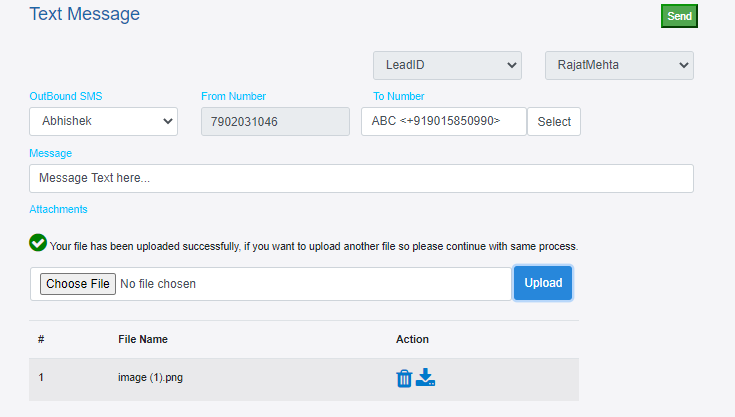 Text Message
Send
LeadID
RajatMehta
OutBound SMS
From Number
To Number
Abhishek
7902031046
ABC <+919015850990>
Select
Message
Message Text here...
Attachments
Your file has been uploaded successfully, if you want to upload another file so please continue with same process.
Choose File No file chosen
Upload
# File Name Action
1 image (1).png